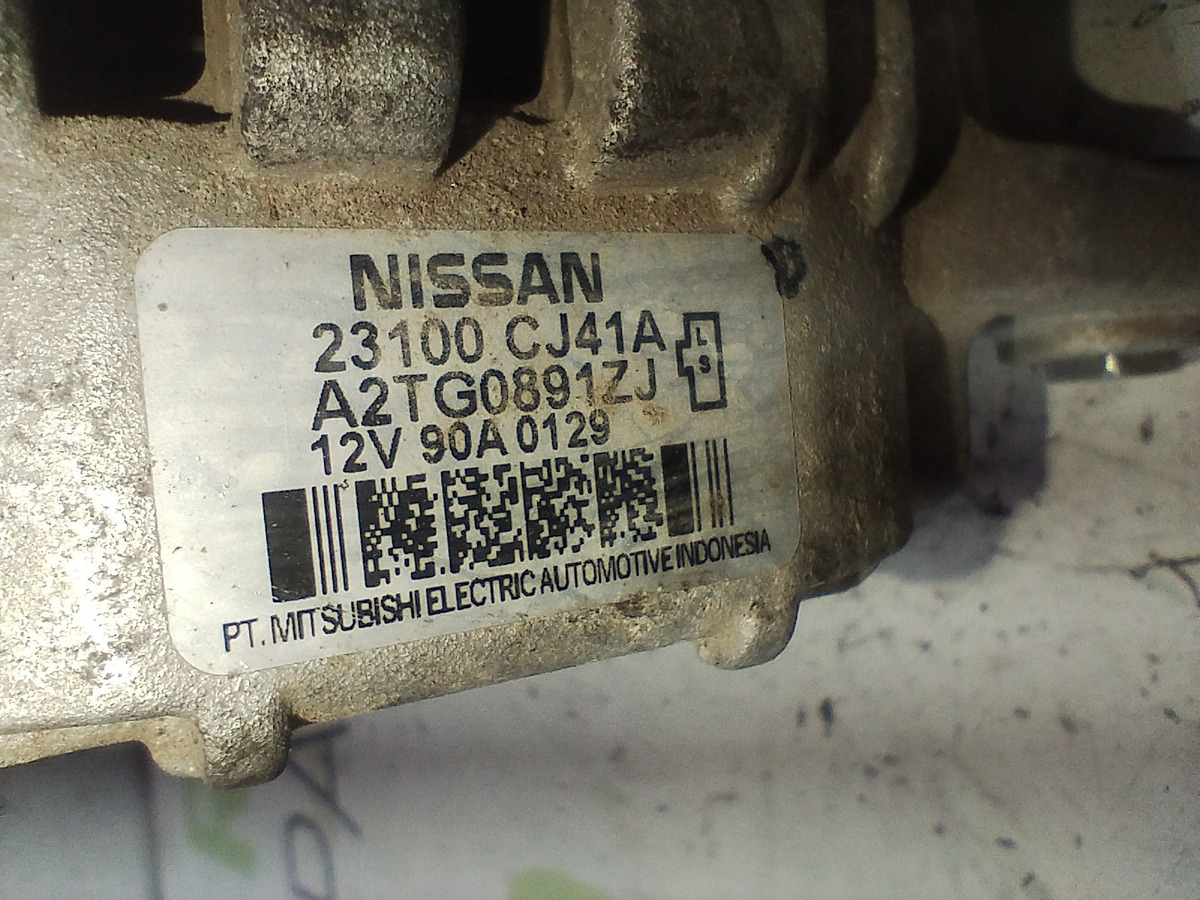 NISSAN
23100 CJ41A
L
S
A2TG0891ZJ
12V 90A 0129
PT. MITSUBISHI ELECTRIC AUTOMOTIVE INDONESIA